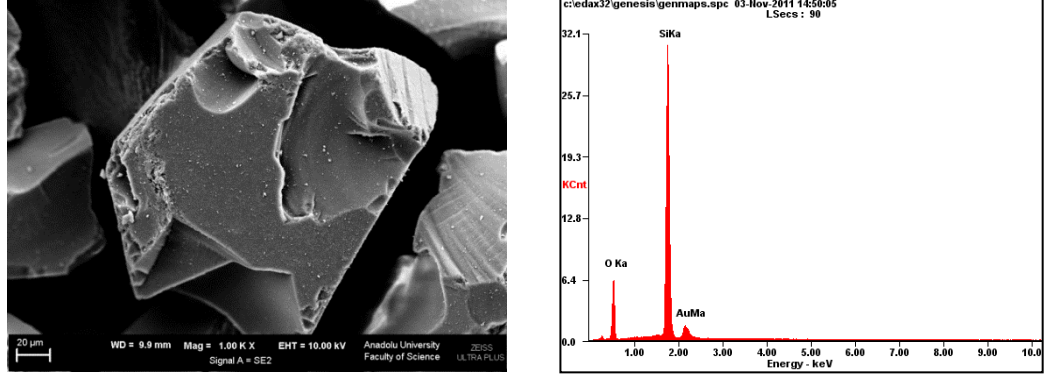 20 µm
WD = 9.9 mm Mag = 1.00 K X EHT = 10.00 kV
Signal A = SE2
Anadolu University
Faculty of Science
ZEISS
ULTRA PLUS
c:\edax32\genesis\genmaps.spc 03-Nov-2011 14:50:05
LSecs : 90
32.1
25.7
19.3
KCnt
12.8
6.4
0.0
SiKa
O Ka
AuMa
1.00 2.00 3.00 4.00 5.00 6.00 7.00 8.00 9.00 10.0
Energy - keV